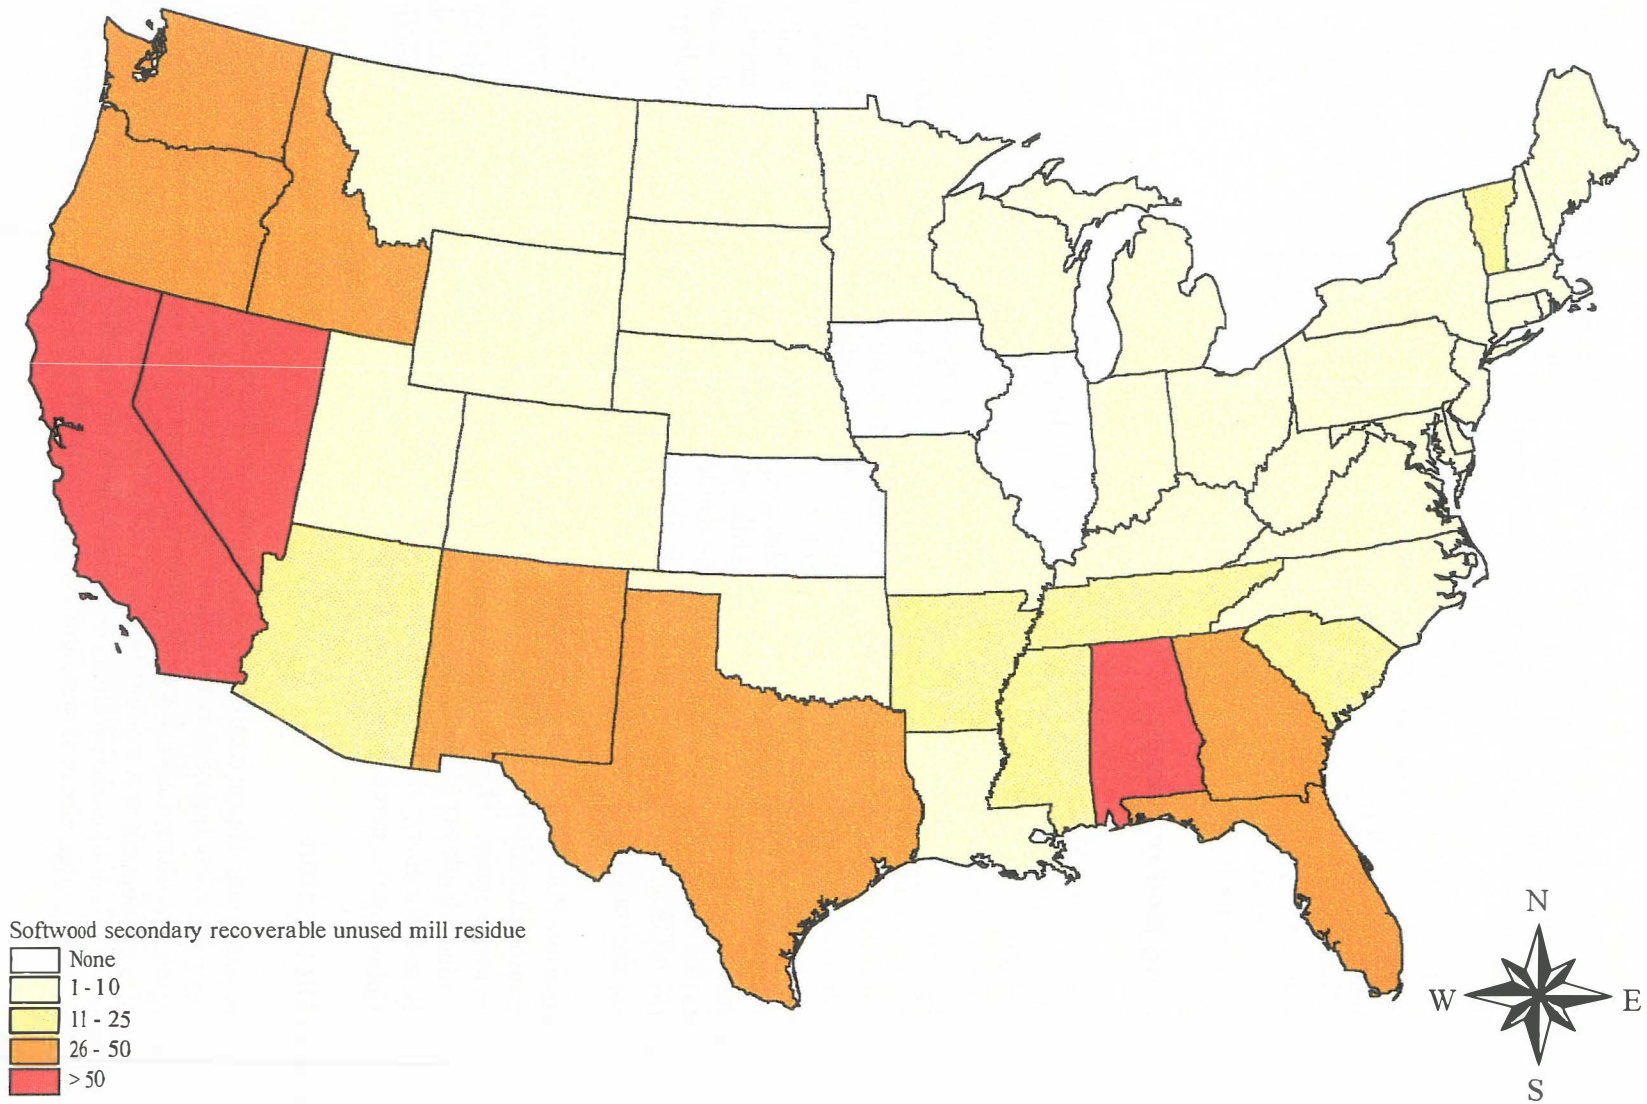 Softwood secondary recoverable unused mill residue
None
1 - 10
11 - 25
26 - 50
> 50
N
W
E
S